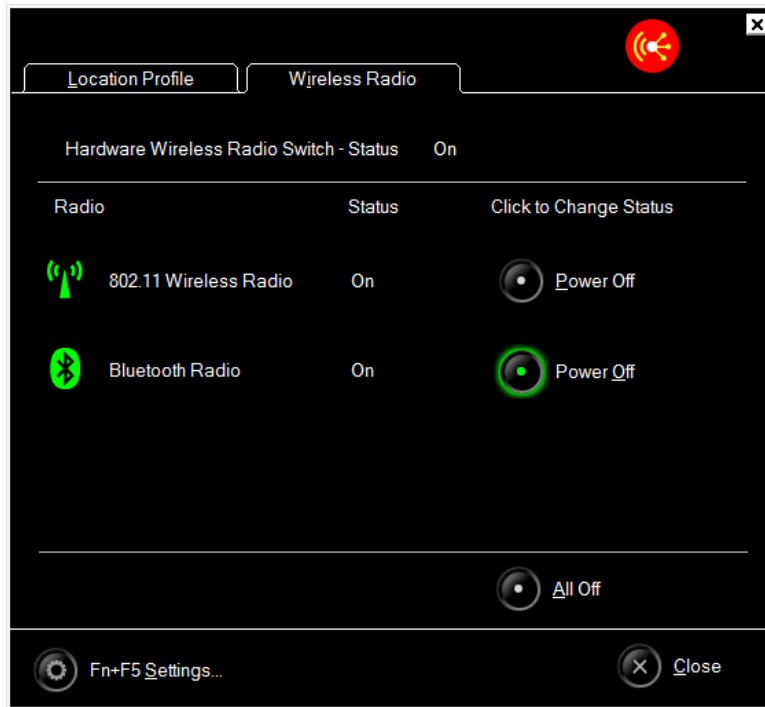 Location Profile Wireless Radio
Hardware Wireless Radio Switch - Status On
Radio Status Click to Change Status
802.11 Wireless Radio On Power Off
Bluetooth Radio On Power Off
All Off
Fn+F5 Settings... Close